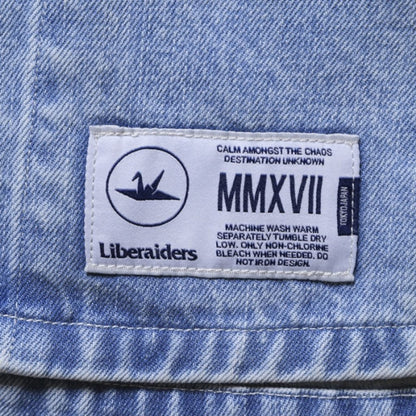 CALM AMONGST THE CHAOS
DESTINATION UNKNOWN
MMXVII
TOKYO/JAPAN
MACHINE WASH WARM
SEPARATELY TUMBLE DRY
LOW. ONLY NON-CHLORINE
BLEACH WHEN NEEDED. DO
NOT IRON DESIGN.
Liberaiders